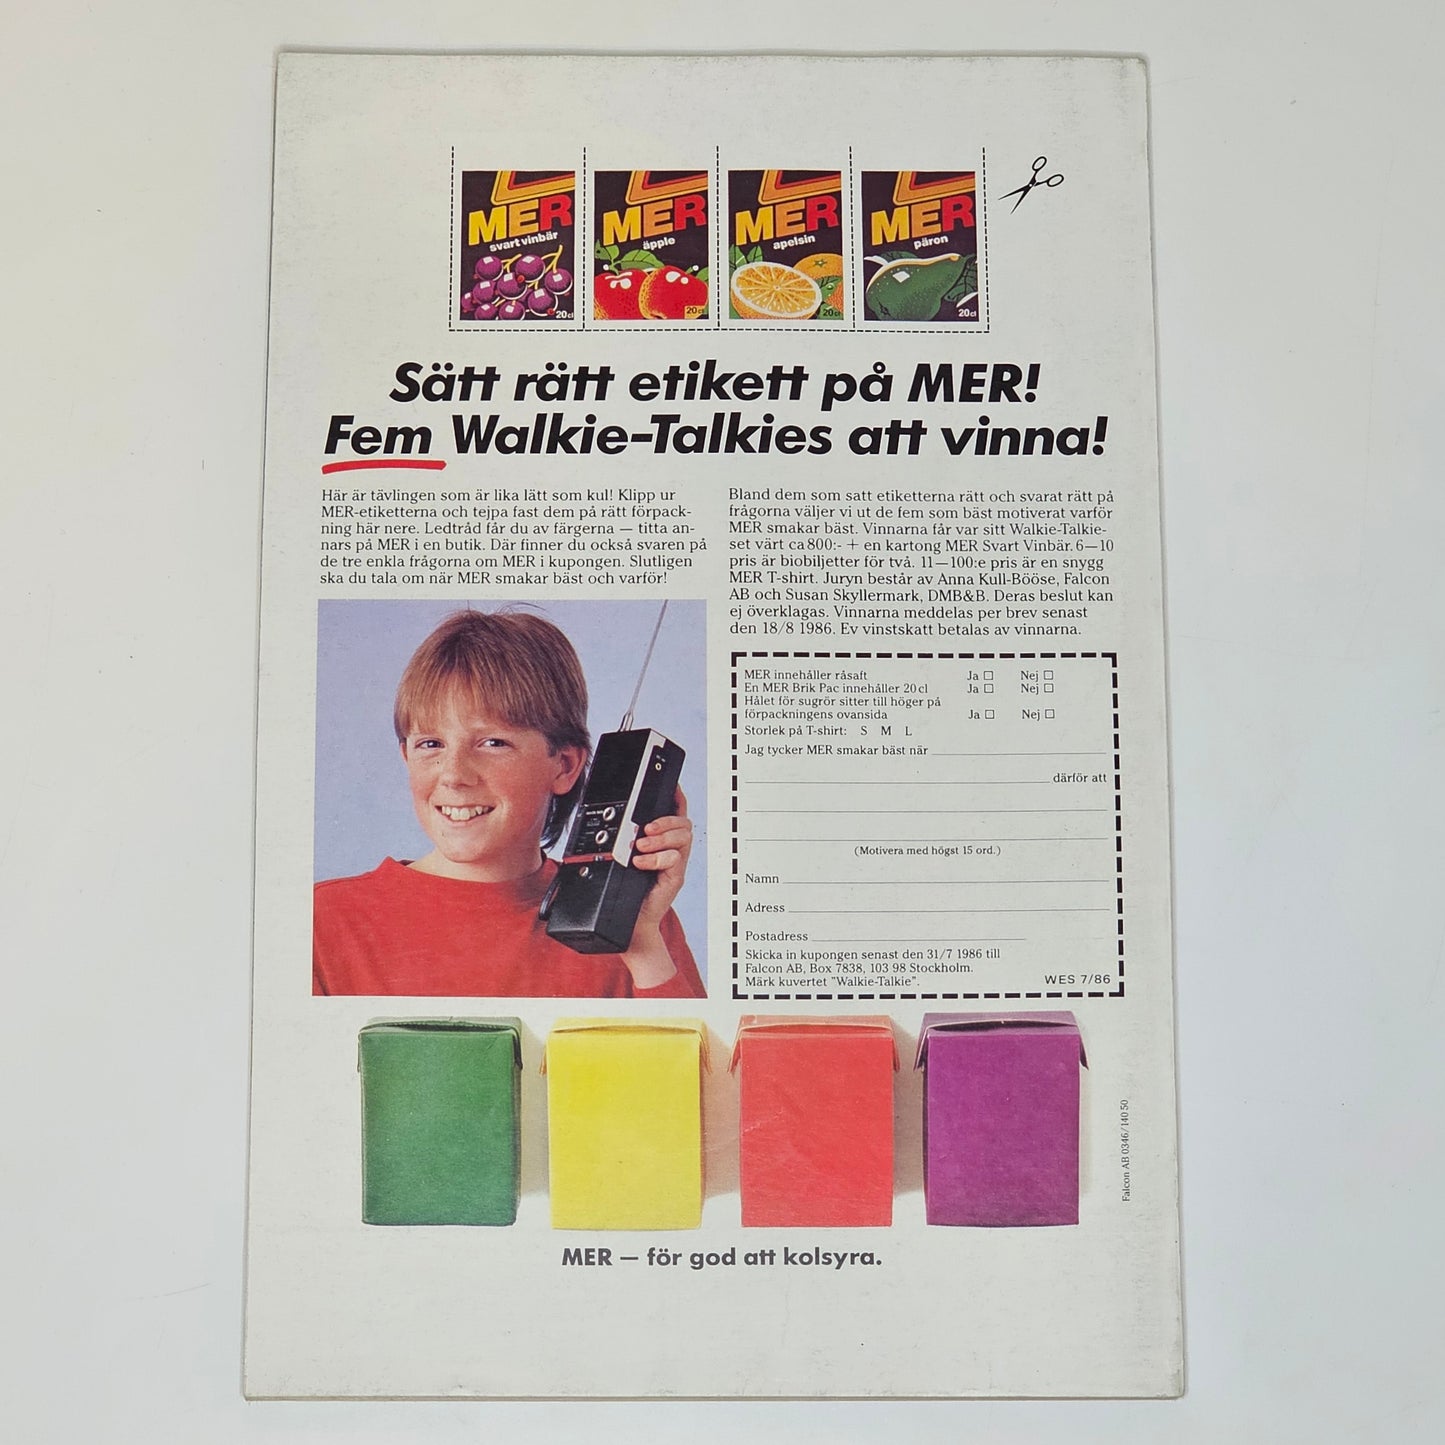 MER
svart vinbär
20 cl
MER
äpple
20 cl
MER
apelsin
20 cl
MER
päron
20 cl
Sätt rätt etikett på MER!
Fem Walkie-Talkies att vinna!
Här är tävlingen som är lika lätt som kul! Klipp ur
MER-etiketterna och tejpa fast dem på rätt förpack-
ning här nere. Ledtråd får du av färgerna — titta an-
nars på MER i en butik. Där finner du också svaren på
de tre enkla frågorna om MER i kupongen. Slutligen
ska du tala om när MER smakar bäst och varför!
Bland dem som satt etiketterna rätt och svarat rätt på
frågorna väljer vi ut de fem som bäst motiverat varför
MER smakar bäst. Vinnarna får var sitt Walkie-Talkie-
set värt ca 800:- + en kartong MER Svart Vinbär. 6—10
pris är biobiljetter för två. 11—100:e pris är en snygg
MER T-shirt. Juryn består av Anna Kull-Bööse, Falcon
AB och Susan Skyllermark, DMB&B. Deras beslut kan
ej överklagas. Vinnarna meddelas per brev senast
den 18/8 1986. Ev vinstskatt betalas av vinnarna.
MER innehåller råsaft Ja Nej
En MER Brik Pac innehåller 20 cl Ja Nej
Hålet för sugrör sitter till höger på
förpackningens ovansida Ja Nej
Storlek på T-shirt: S M L
Jag tycker MER smakar bäst när
därför att
(Motivera med högst 15 ord.)
Namn
Adress
Postadress
Skicka in kupongen senast den 31/7 1986 till
Falcon AB, Box 7838, 103 98 Stockholm.
Märk kuvertet "Walkie-Talkie".
WES 7/86
Falcon AB 0346/140 50
MER — för god att kolsyra.